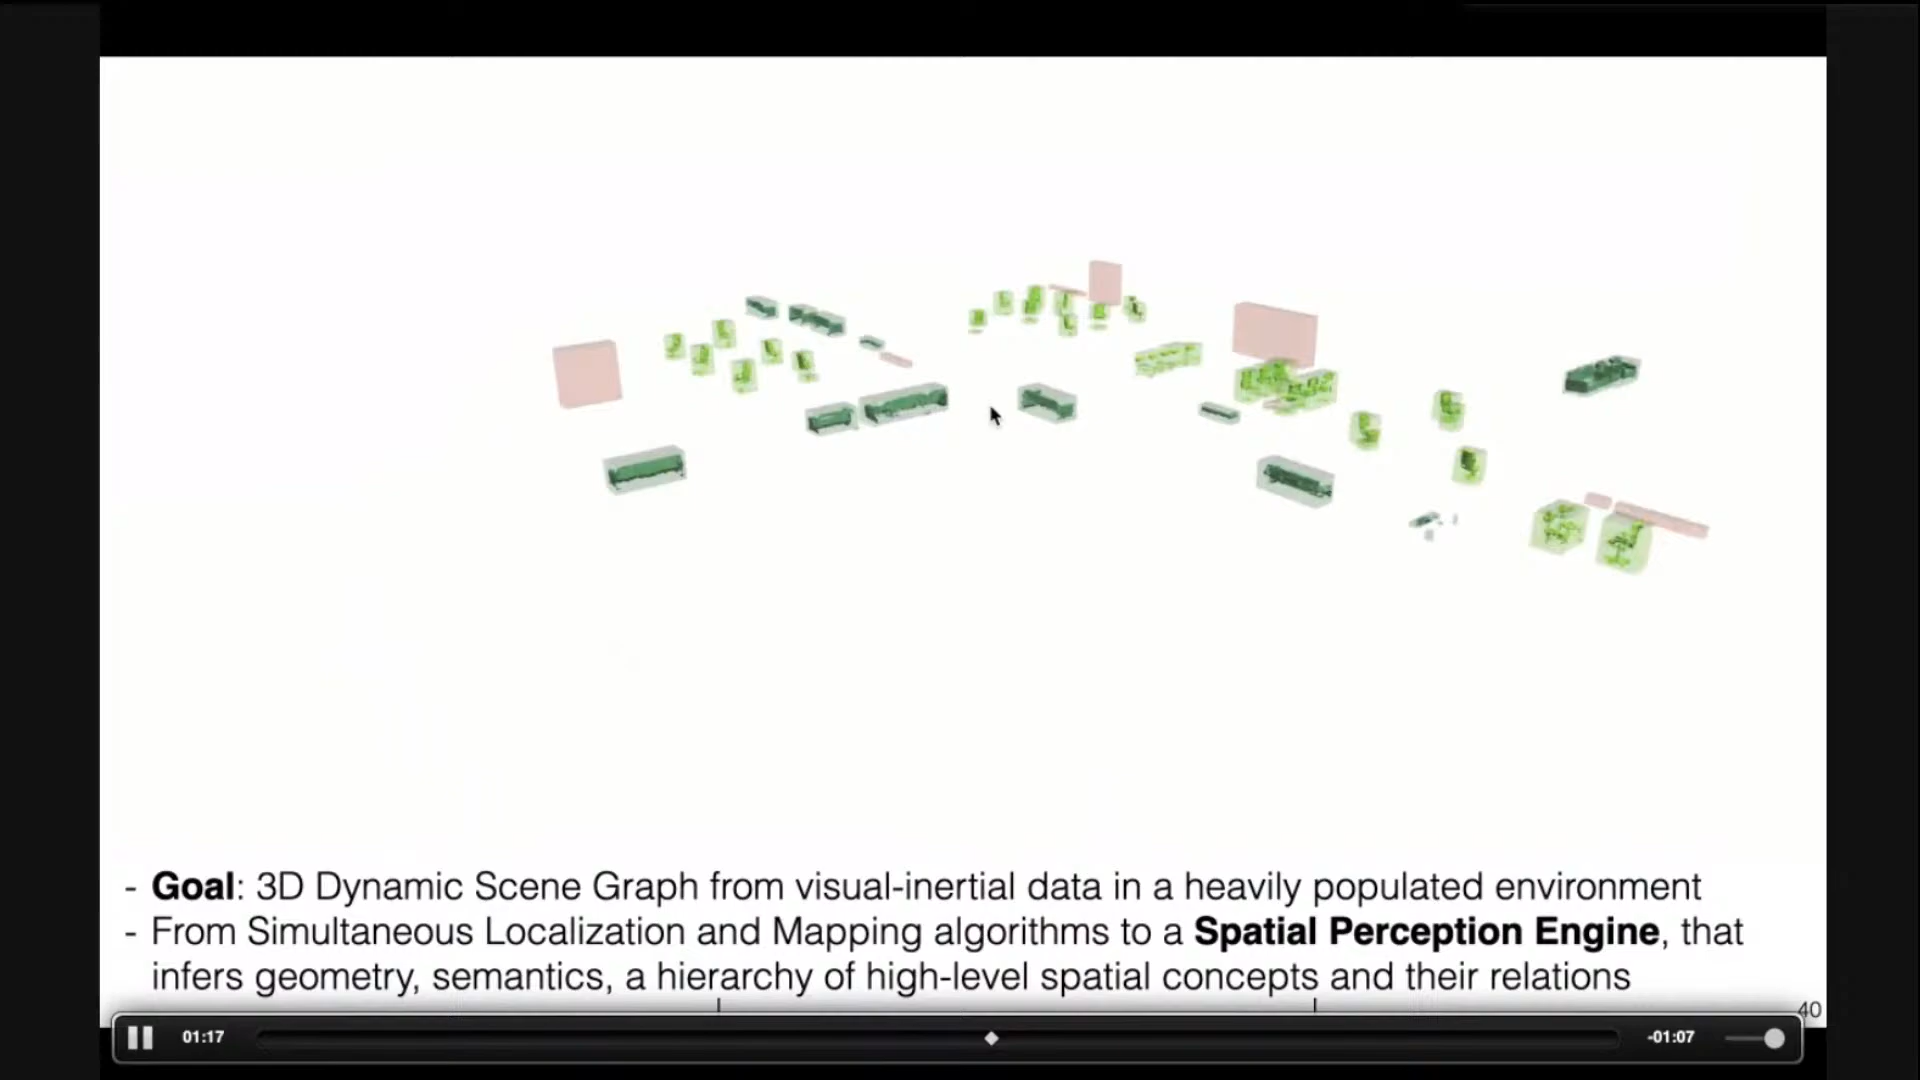 - Goal: 3D Dynamic Scene Graph from visual-inertial data in a heavily populated environment
- From Simultaneous Localization and Mapping algorithms to a Spatial Perception Engine, that
infers geometry, semantics, a hierarchy of high-level spatial concepts and their relations
40
01:17
-01:07